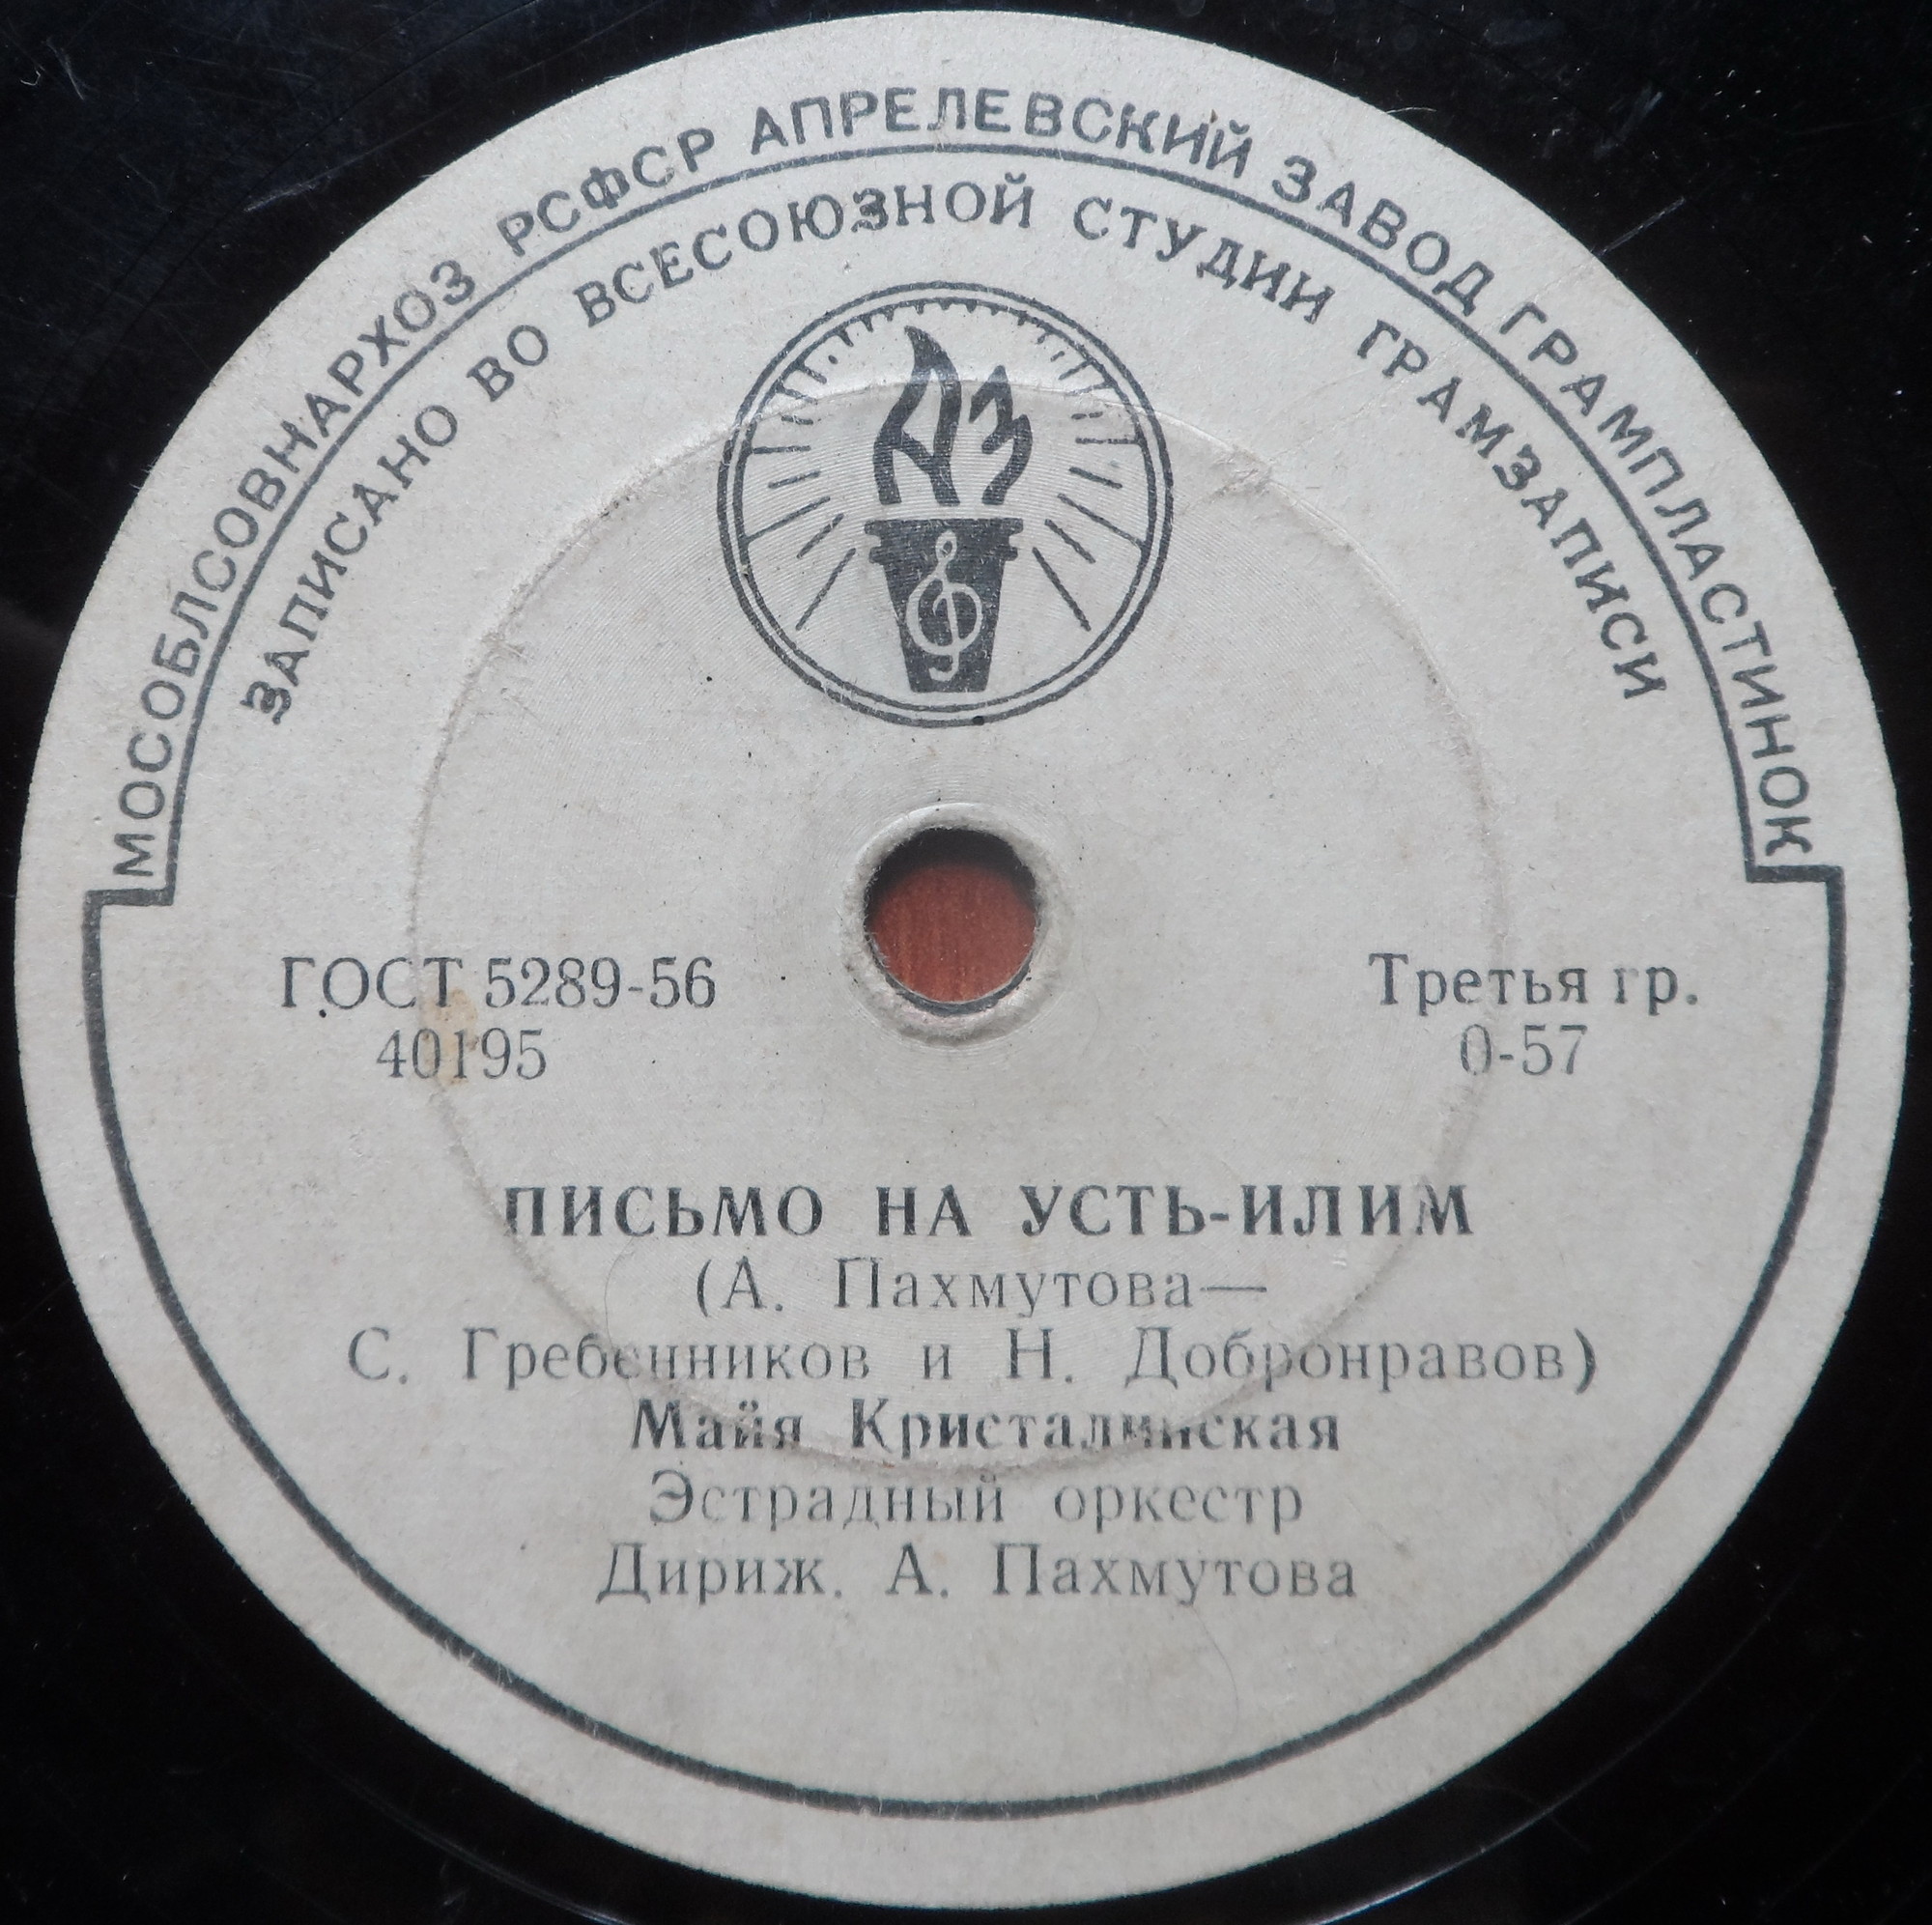 МОСОБЛСОВНАРХОЗ РСФСР АПРЕЛЕВСКИЙ ЗАВОД ГРАМПЛАСТИНОК
ЗАПИСАНО ВО ВСЕСОЮЗНОЙ СТУДИИ ГРАМЗАПИСИ
АЗ
ГОСТ 5289-56
Третья гр.
40195
0-57
ПИСЬМО НА УСТЬ-ИЛИМ
(А. Пахмутова—
С. Гребенников и Н. Добронравов)
Майя Кристалинская
Эстрадный оркестр
Дириж. А. Пахмутова